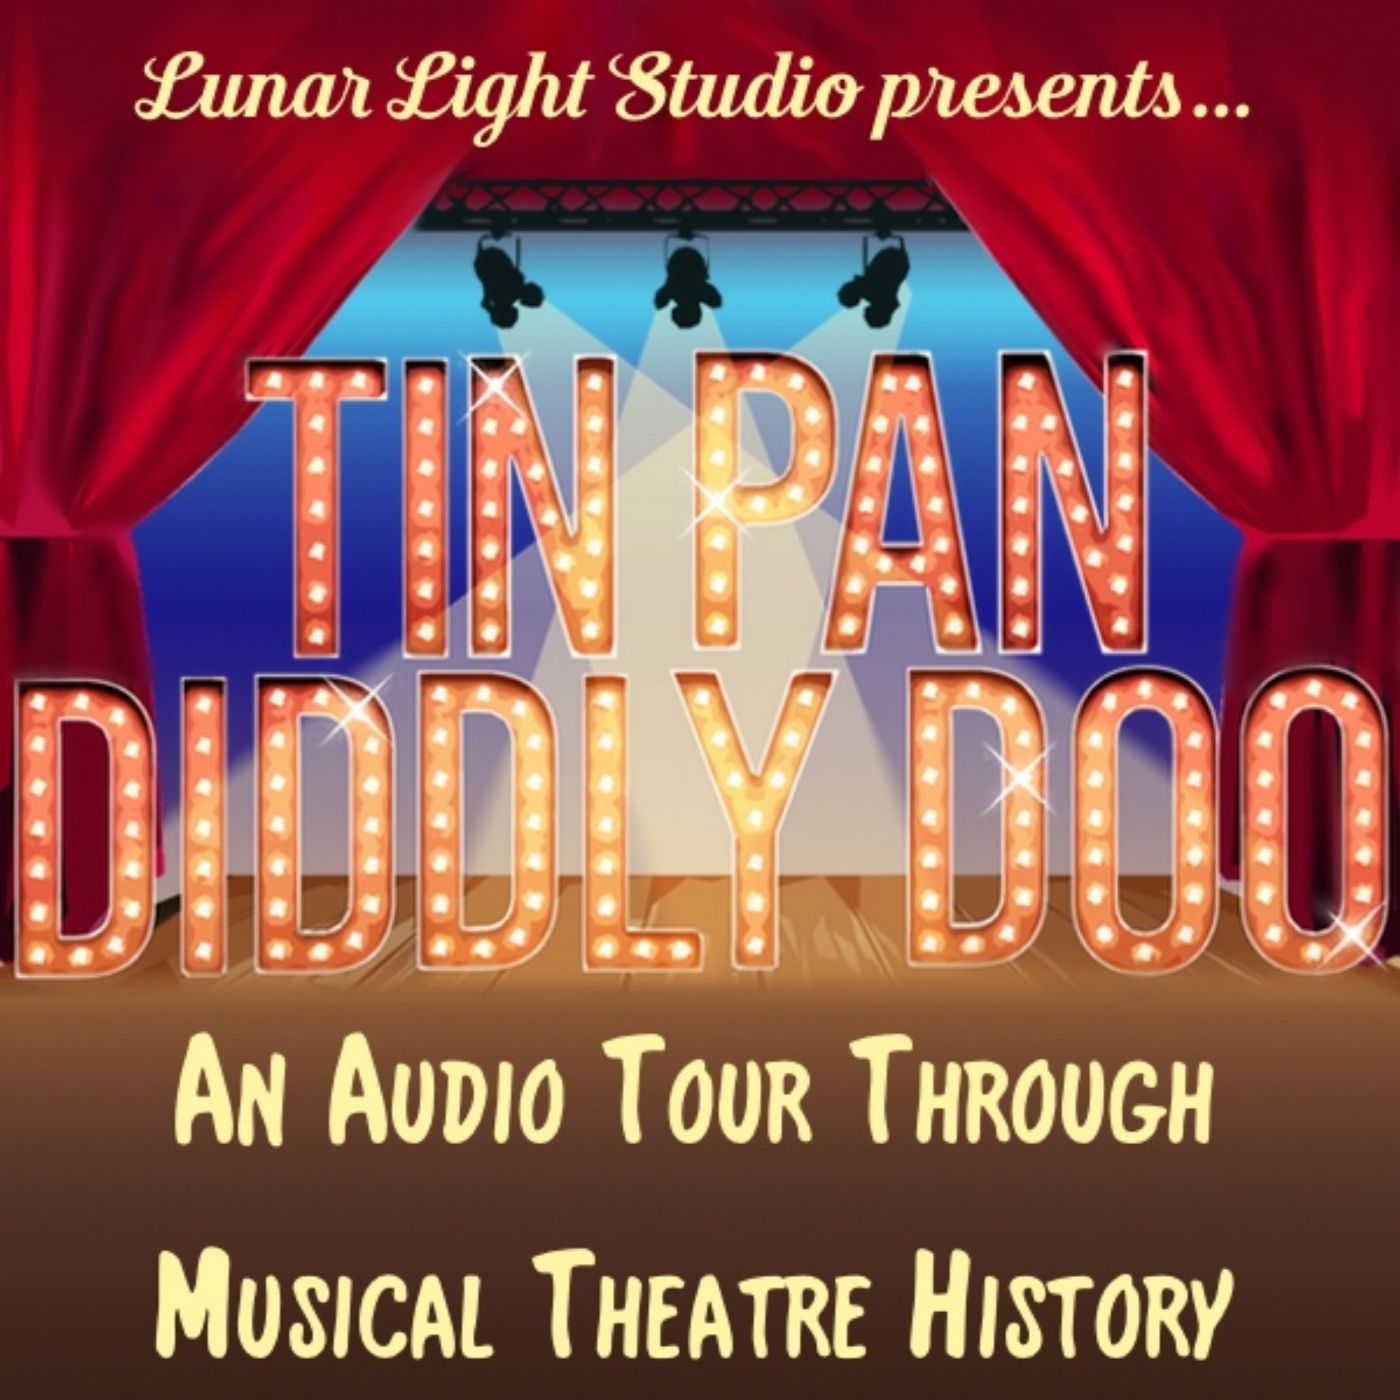 Lunar Light Studio presents...
TIN PAN
DIDDLY DOO
An Audio Tour Through
Musical Theatre History